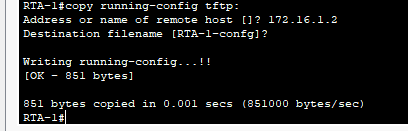 RTA-1#copy running-config tftp:
Address or name of remote host []? 172.16.1.2
Destination filename [RTA-1-confg]?
Writing running-config...!!
[OK - 851 bytes]
851 bytes copied in 0.001 secs (851000 bytes/sec)
RTA-1#